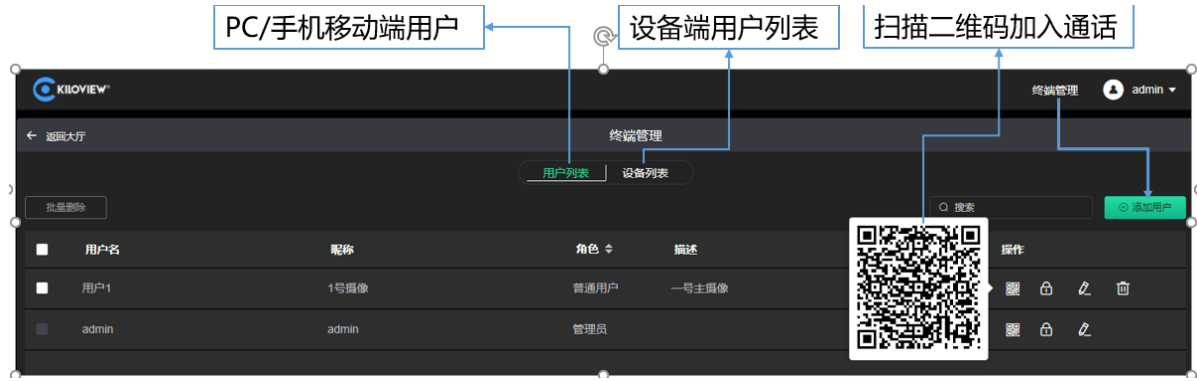 PC/手机移动端用户
设备端用户列表
扫描二维码加入通话
KILOVIEW
终端管理
admin
返回大厅
终端管理
用户列表
设备列表
批量删除
搜索
添加用户
用户名 昵称 角色 描述 操作
用户1 1号摄像 普通用户 一号主摄像
admin admin 管理员